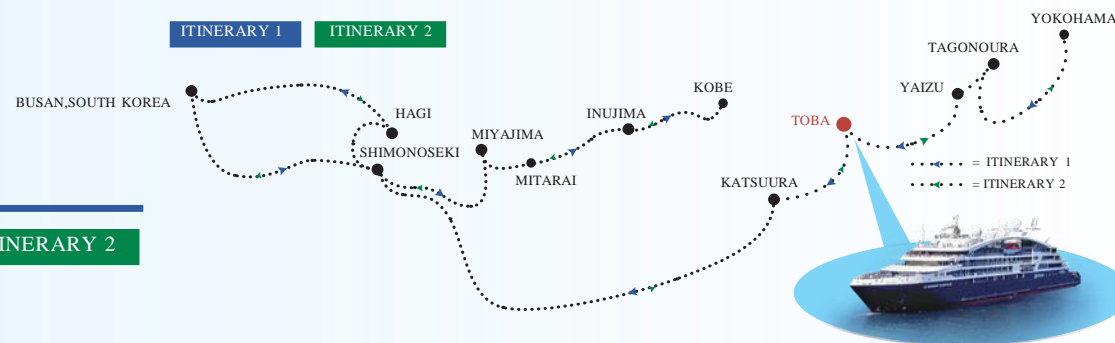 ITINERARY 1 ITINERARY 2
YOKOHAMA
TAGONOURA
YAIZU
KOBE
BUSAN,SOUTH KOREA
INUJIMA
HAGI
TOBA
MIYAJIMA
SHIMONOSEKI
= ITINERARY 1
MITARAI
KATSUURA
= ITINERARY 2
INERARY 2